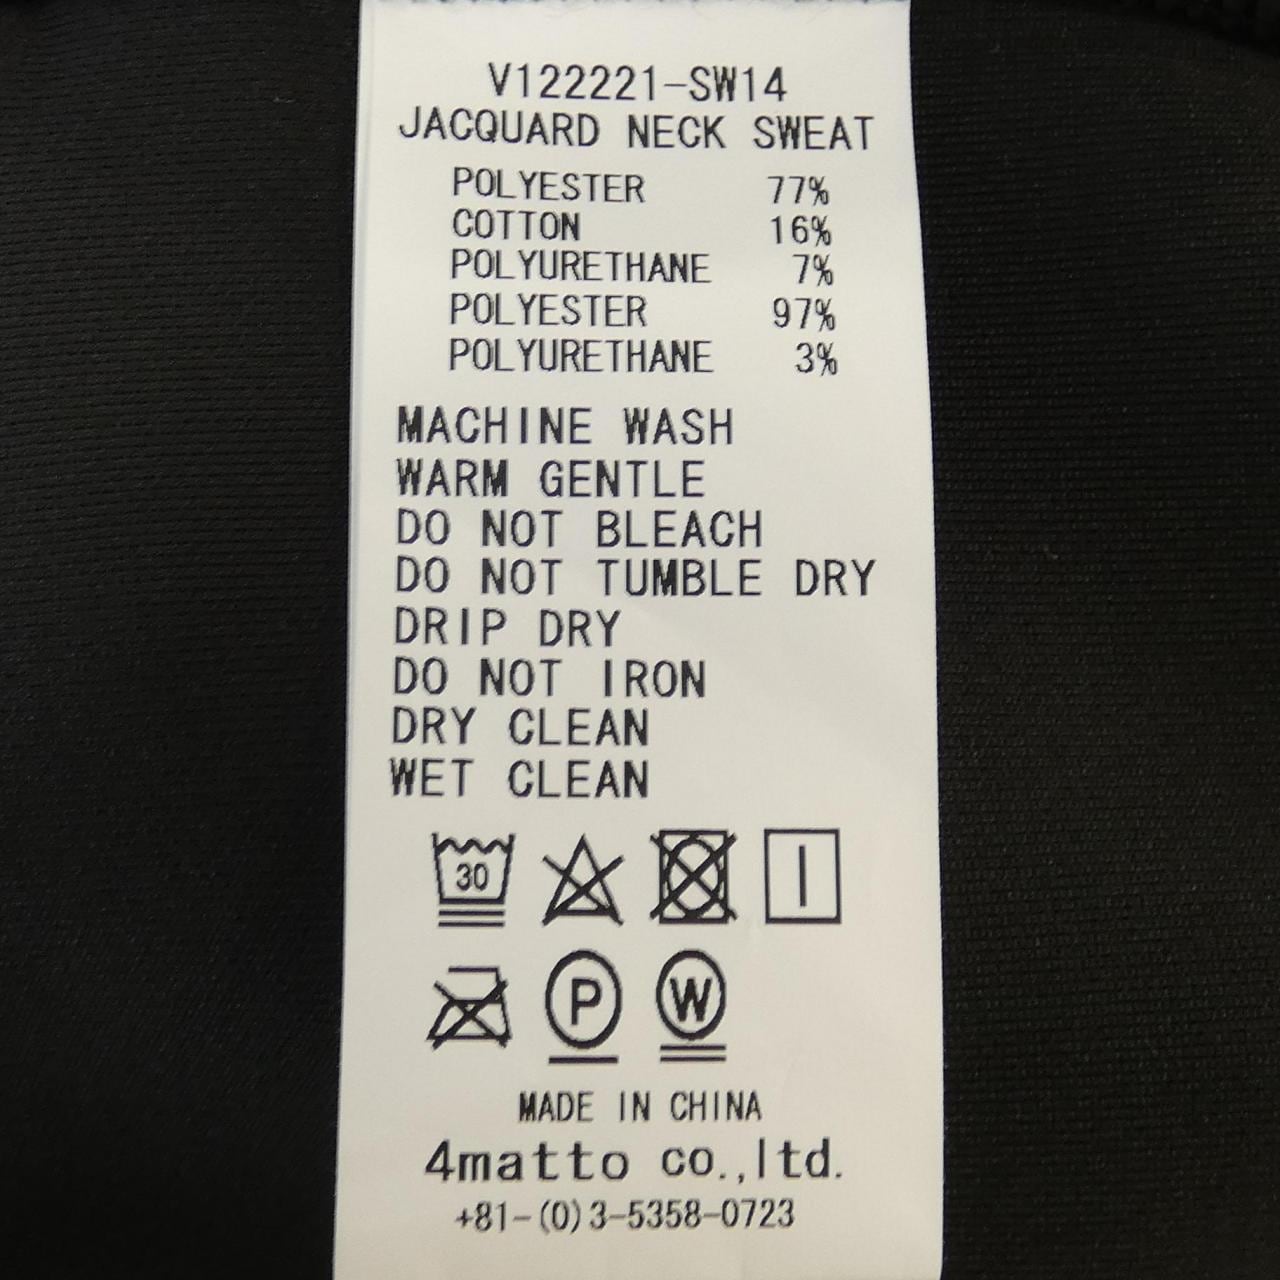 V122221-SW14
JACQUARD NECK SWEAT
POLYESTER 77%
COTTON 16%
POLYURETHANE 7%
POLYESTER 97%
POLYURETHANE 3%
MACHINE WASH
WARM GENTLE
DO NOT BLEACH
DO NOT TUMBLE DRY
DRIP DRY
DO NOT IRON
DRY CLEAN
WET CLEAN
30
P W
MADE IN CHINA
4matto co.,ltd.
+81-(0)3-5358-0723